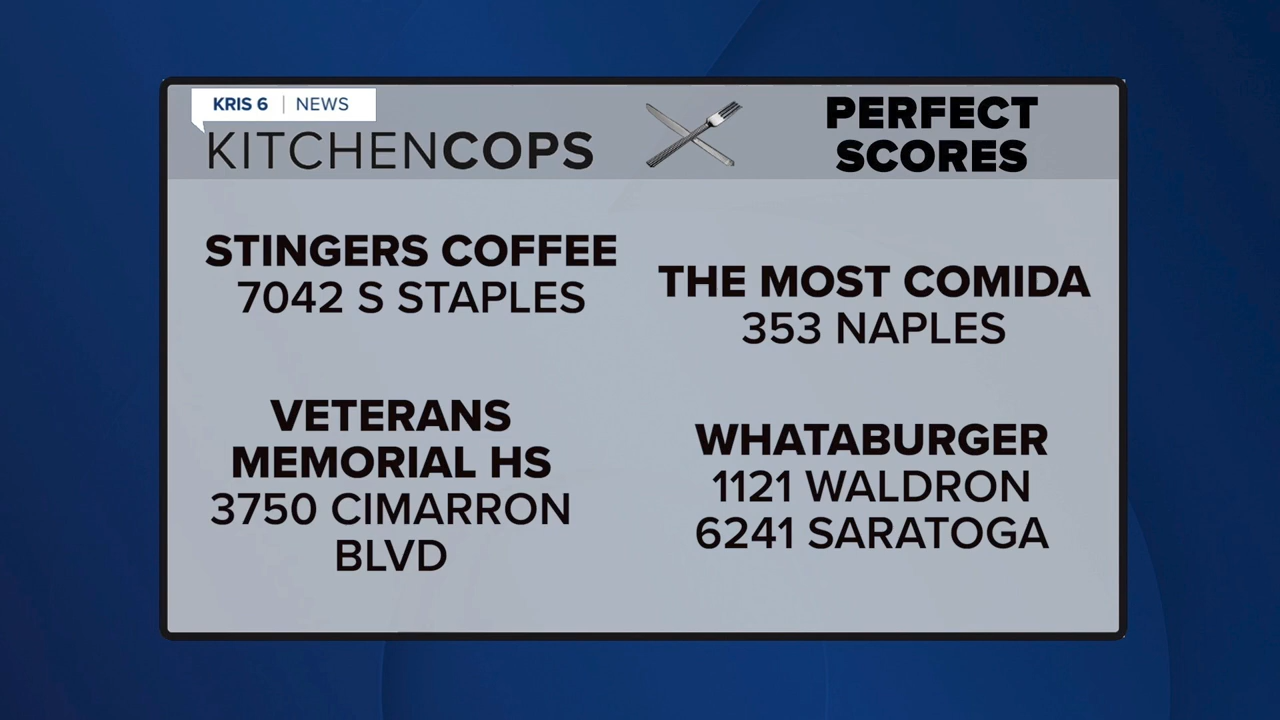 KRIS 6 | NEWS
KITCHENCOPS
PERFECT
SCORES
STINGERS COFFEE
7042 S STAPLES
VETERANS
MEMORIAL HS
3750 CIMARRON
BLVD
THE MOST COMIDA
353 NAPLES
WHATABURGER
1121 WALDRON
6241 SARATOGA